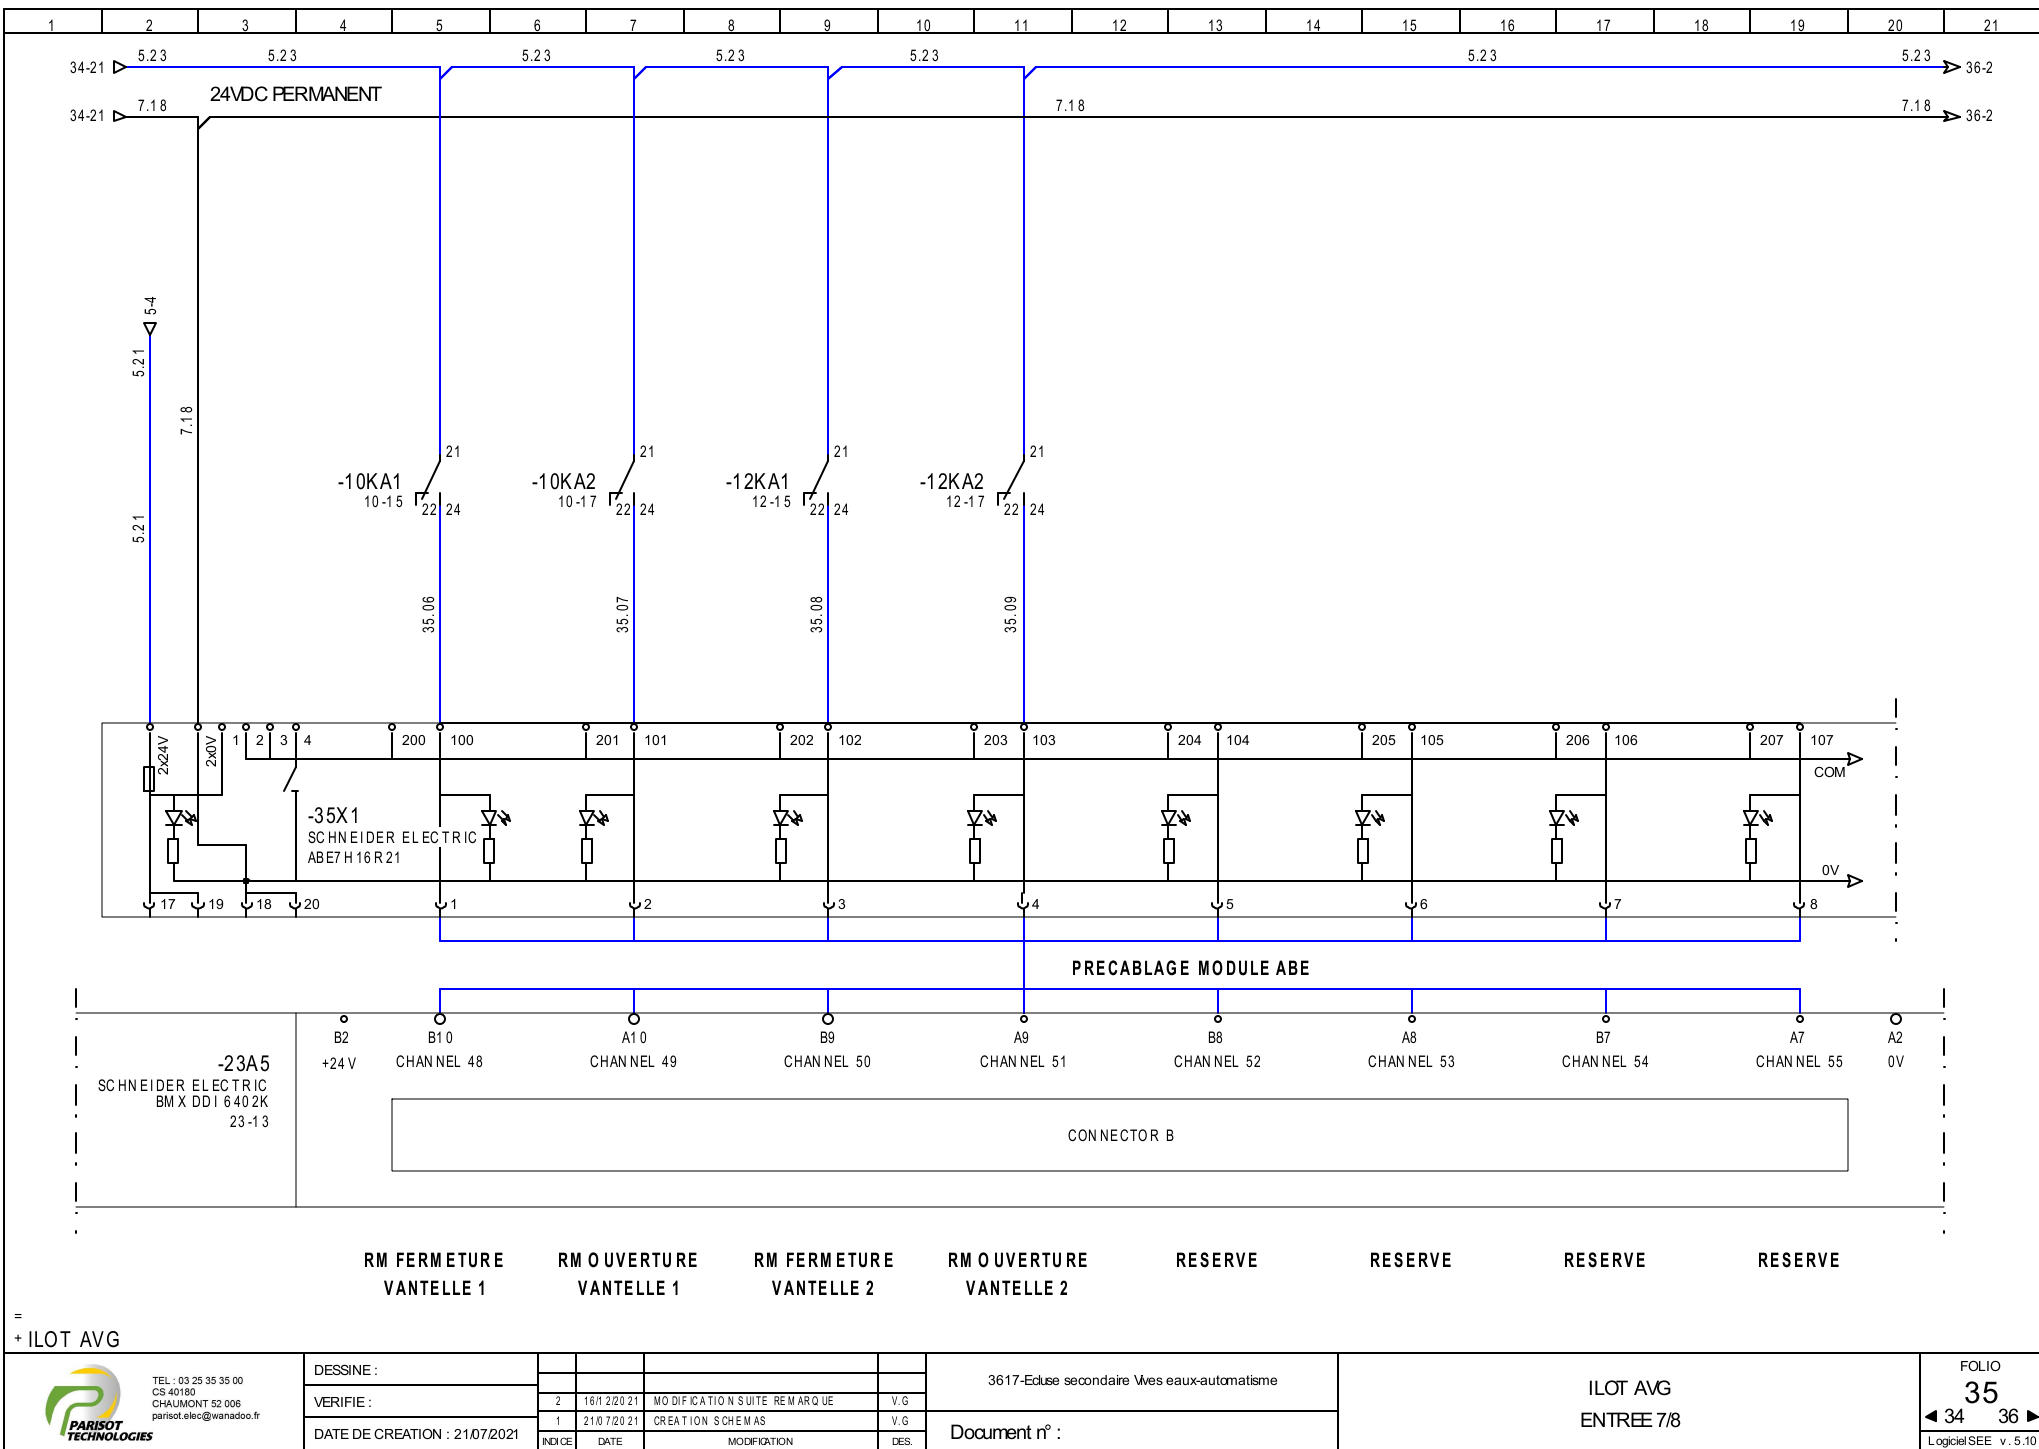 1 2 3 4 5 6 7 8 9 10 11 12 13 14 15 16 17 18 19 20 21
34-21 5.23 5.23 5.23 5.23 5.23 5.23 5.23 36-2
24VDC PERMANENT
34-21 7.18 7.18 7.18 36-2
5-4
5.21
7.18
5.21
-10KA1
10-15
21
22 24
-10KA2
10-17
21
22 24
-12KA1
12-15
21
22 24
-12KA2
12-17
21
22 24
35.06 35.07 35.08 35.09
2x24V 2x0V 1 2 3 4 200 100 201 101 202 102 203 103 204 104 205 105 206 106 207 107
COM
-35X1
SCHNEIDER ELECTRIC
ABE7H16R21
0V
17 19 18 20 1 2 3 4 5 6 7 8
PRECABLAGE MODULE ABE
B2 B10 A10 B9 A9 B8 A8 B7 A7 A2
+24V CHANNEL 48 CHANNEL 49 CHANNEL 50 CHANNEL 51 CHANNEL 52 CHANNEL 53 CHANNEL 54 CHANNEL 55 0V
-23A5
SCHNEIDER ELECTRIC
BMX DDI 6402K
23-13
CONNECTOR B
RM FERMETURE
VANTELLE 1
RM OUVERTURE
VANTELLE 1
RM FERMETURE
VANTELLE 2
RM OUVERTURE
VANTELLE 2
RESERVE RESERVE RESERVE RESERVE
=
+ ILOT AVG
PARISOT
TECHNOLOGIES
TEL : 03 25 35 35 00
CS 40180
CHAUMONT 52 006
parisot.elec@wanadoo.fr
DESSINE :
VERIFIE :
DATE DE CREATION : 21/07/2021
2 16/12/2021 MODIFICATION SUITE REMARQUE V.G
1 21/07/2021 CREATION SCHEMAS V.G
INDICE DATE MODIFICATION DES.
3617-Ecluse secondaire Vives eaux-automatisme
Document n° :
ILOT AVG
ENTREE 7/8
FOLIO
35
34 36
Logiciel SEE v. 5.10